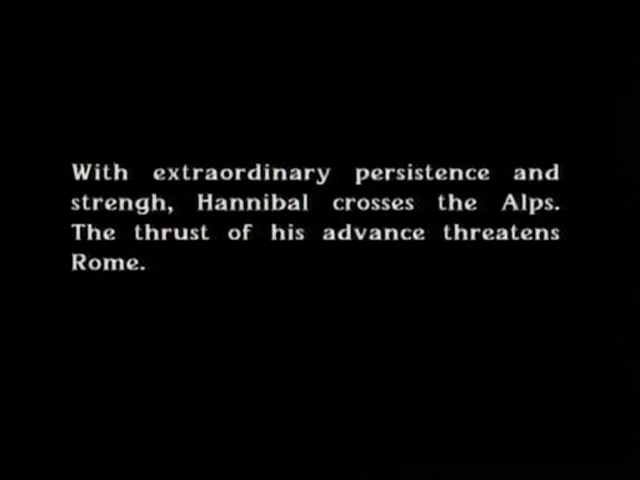 With extraordinary persistence and
strengh, Hannibal crosses the Alps.
The thrust of his advance threatens
Rome.